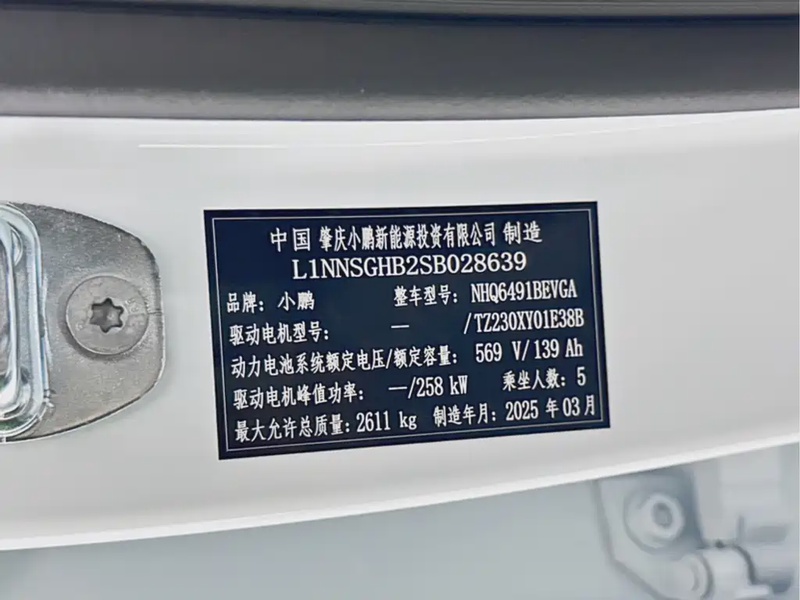 中国 肇庆小鹏新能源投资有限公司 制造
L1NNSGHB2SB028639
品牌：小鹏 整车型号：NHQ6491BEVGA
驱动电机型号： — /TZ230XY01E38B
动力电池系统额定电压/额定容量： 569 V/139 Ah
驱动电机峰值功率： —/258 kW 乘坐人数：5
最大允许总质量：2611 kg 制造年月：2025 年 03 月